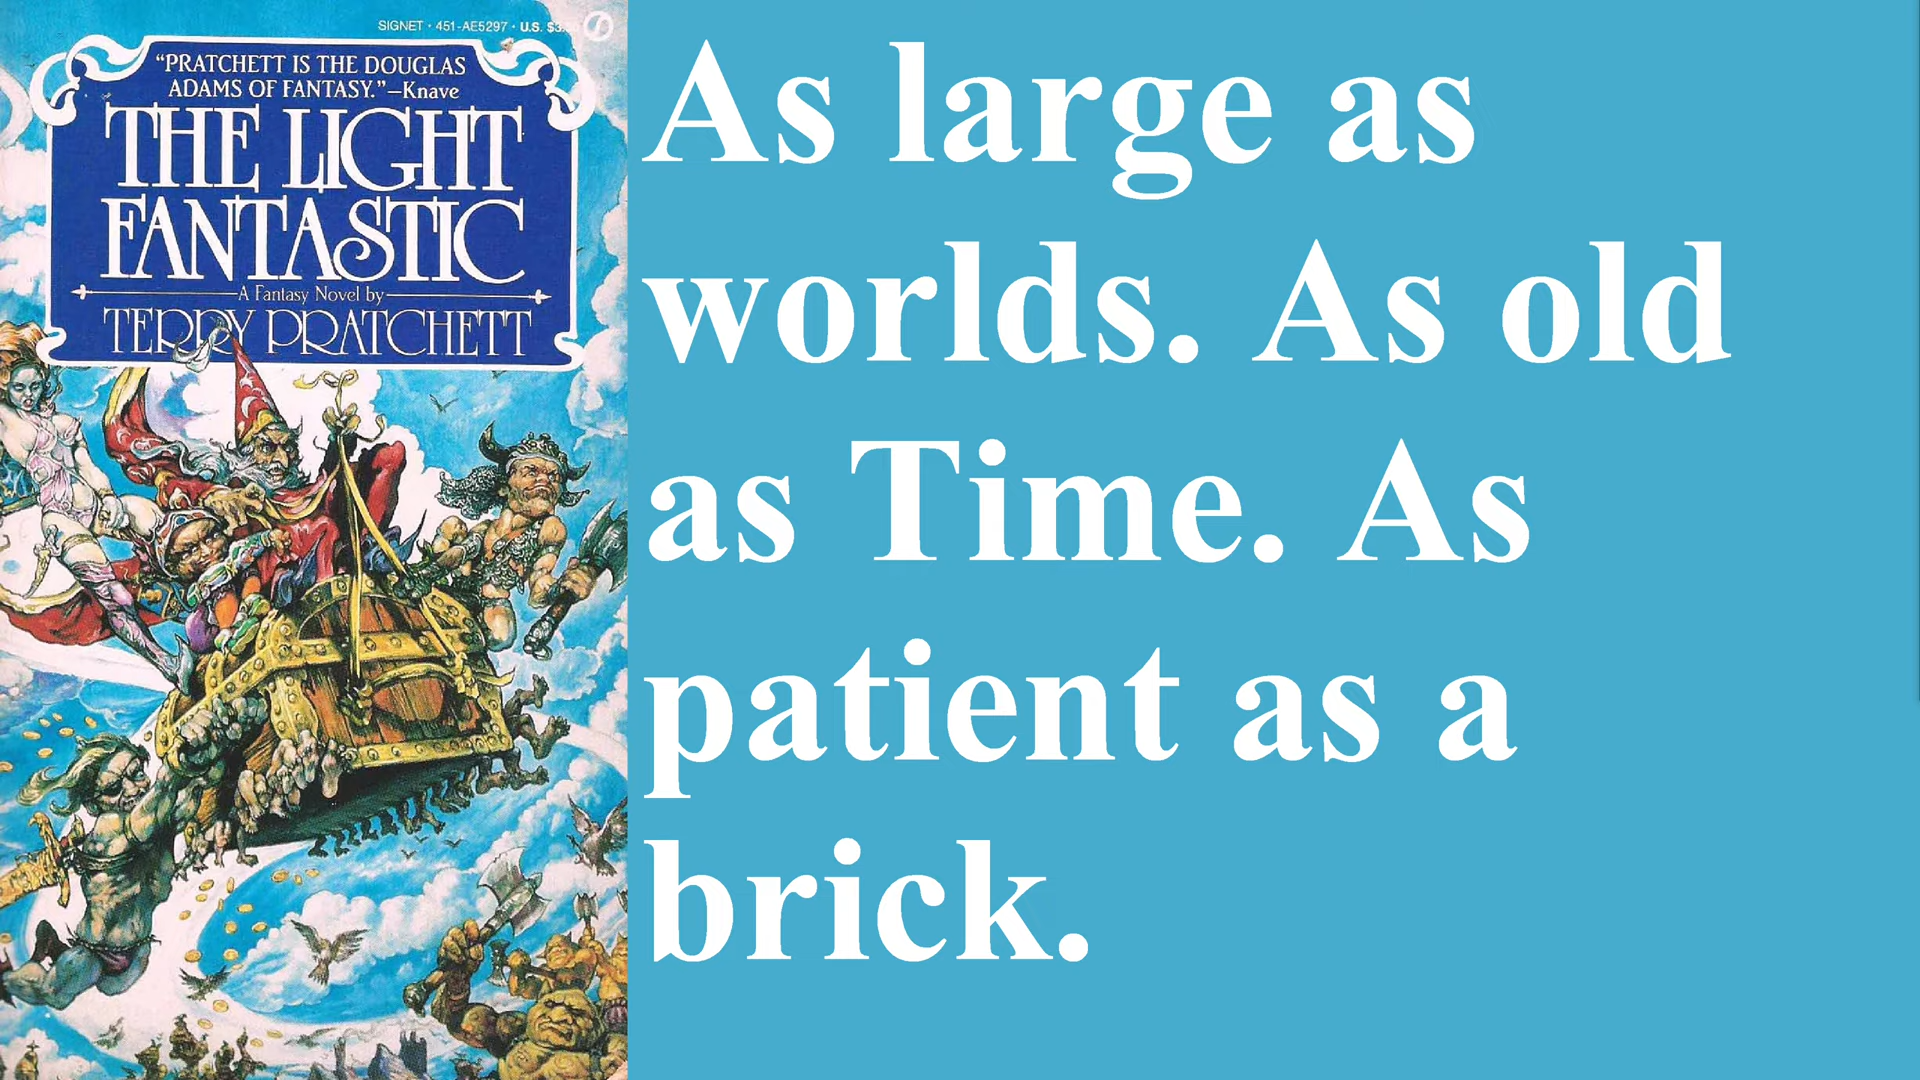 SIGNET · 451-AE5297 · U.S. $3.
“PRATCHETT IS THE DOUGLAS
ADAMS OF FANTASY.”—Knave
THE LIGHT
FANTASTIC
A Fantasy Novel by
TERRY PRATCHETT
As large as
worlds. As old
as Time. As
patient as a
brick.